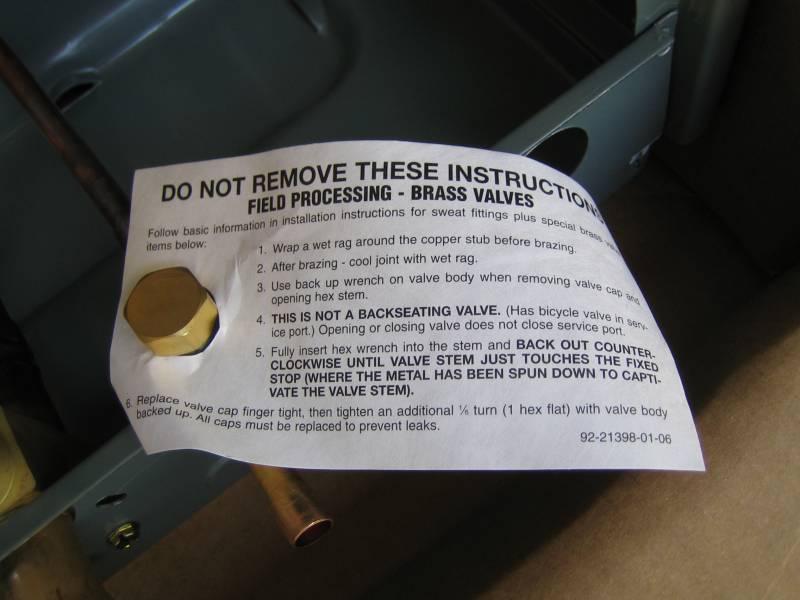 DO NOT REMOVE THESE INSTRUCTIONS
FIELD PROCESSING - BRASS VALVES
Follow basic information in installation instructions for sweat fittings plus special brass
items below:
1. Wrap a wet rag around the copper stub before brazing.
2. After brazing - cool joint with wet rag.
3. Use back up wrench on valve body when removing valve cap and
opening hex stem.
4. THIS IS NOT A BACKSEATING VALVE. (Has bicycle valve in serv-
ice port.) Opening or closing valve does not close service port.
5. Fully insert hex wrench into the stem and BACK OUT COUNTER-
CLOCKWISE UNTIL VALVE STEM JUST TOUCHES THE FIXED
STOP (WHERE THE METAL HAS BEEN SPUN DOWN TO CAPTI-
VATE THE VALVE STEM).
6. Replace valve cap finger tight, then tighten an additional ⅙ turn (1 hex flat) with valve body
backed up. All caps must be replaced to prevent leaks.
92-21398-01-06